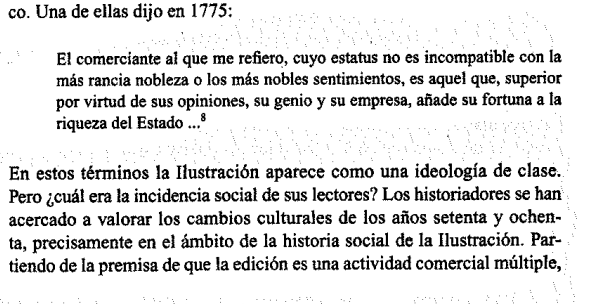 co. Una de ellas dijo en 1775:
El comerciante al que me refiero, cuyo estatus no es incompatible con la
más rancia nobleza o los más nobles sentimientos, es aquel que, superior
por virtud de sus opiniones, su genio y su empresa, añade su fortuna a la
riqueza del Estado ...⁸
En estos términos la Ilustración aparece como una ideología de clase.
Pero ¿cuál era la incidencia social de sus lectores? Los historiadores se han
acercado a valorar los cambios culturales de los años setenta y ochen-
ta, precisamente en el ámbito de la historia social de la Ilustración. Par-
tiendo de la premisa de que la edición es una actividad comercial múltiple,